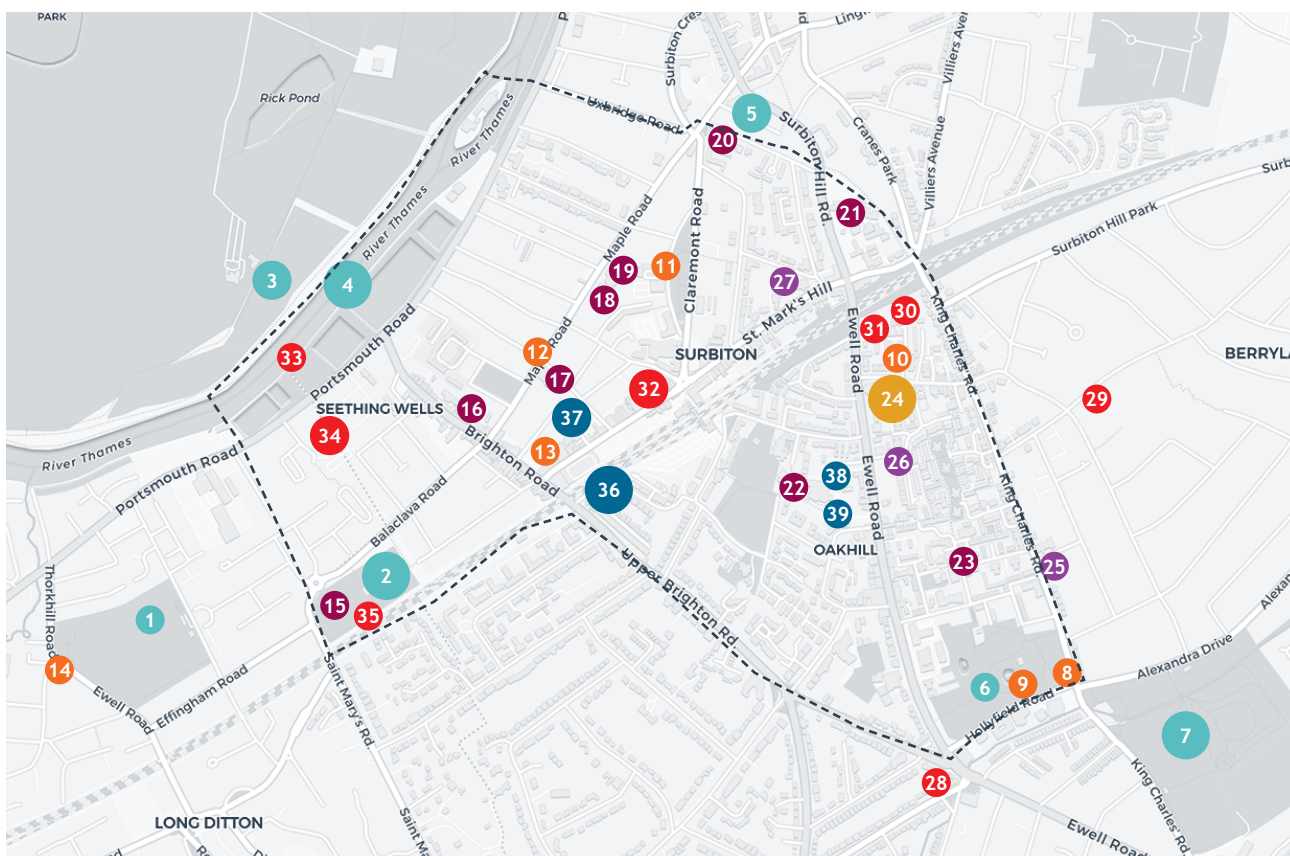 PARK
Rick Pond
River Thames
Uxbridge Road
Surbiton Cres
Surbiton Hill Rd.
Cranes Park
Villiers Avenue
Villiers Avenue
Surbiton Hill Park
5
20
21
3
4
River Thames
Maple Road
19
18
11
Claremont Road
27
St. Mark's Hill
30
31
10
King Charles Rd
Ewell Road
33
Portsmouth Road
12
17
SURBITON
32
BERRYLA
SEETHING WELLS
16
37
24
29
34
13
Brighton Road
River Thames
Portsmouth Road
Balaclava Road
36
22
38
39
26
Ewell Road
OAKHILL
King Charles Rd.
23
25
2
15
35
1
14
Thorkhill Road
Ewell Road
Effingham Road
Saint Mary's Rd.
Upper Brighton Rd
6
9
8
Hollyfield Road
Alexandra Drive
7
King Charles' Rd.
28
Ewell Road
LONG DITTON